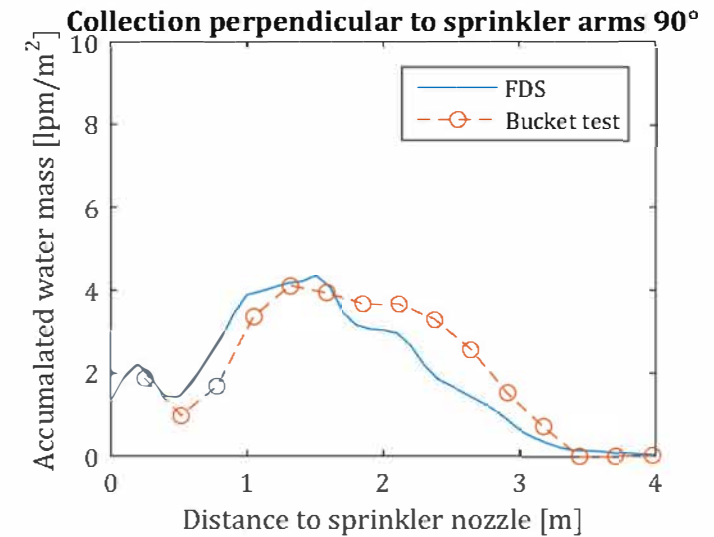 Collection perpendicular to sprinkler arms 90°
Accumalated water mass [lpm/m²]
10
8
6
4
2
0
FDS
Bucket test
0 1 2 3 4
Distance to sprinkler nozzle [m]